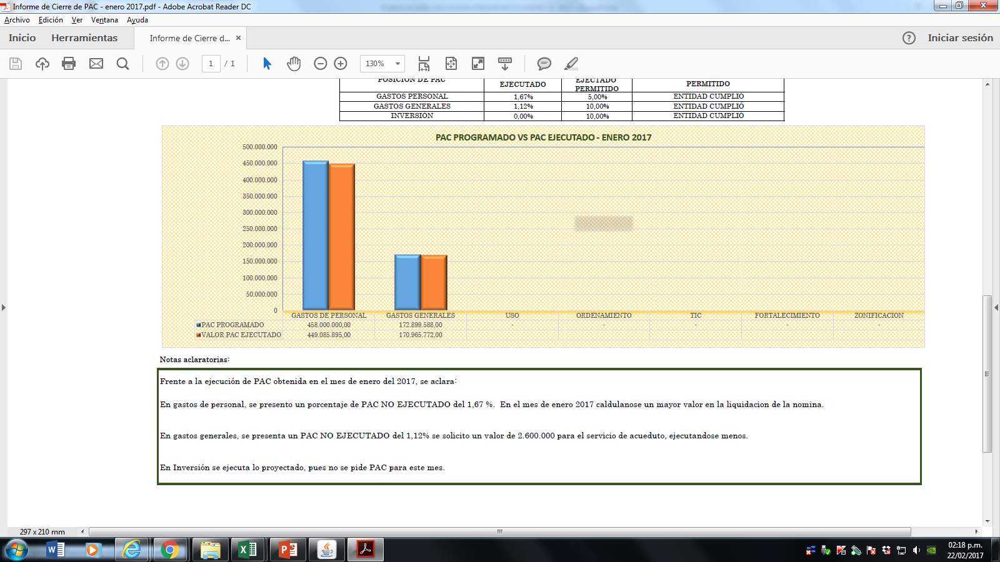 Informe de Cierre de PAC - enero 2017.pdf - Adobe Acrobat Reader DC
Archivo Edición Ver Ventana Ayuda
Inicio Herramientas Informe de Cierre d... × Iniciar sesión
1 / 1 130%
POSICION DE PAC EJECUTADO EJECTADO PERMITIDO PERMITIDO
GASTOS PERSONAL 1,67% 5,00% ENTIDAD CUMPLIÓ
GASTOS GENERALES 1,12% 10,00% ENTIDAD CUMPLIÓ
INVERSIÓN 0,00% 10,00% ENTIDAD CUMPLIÓ
PAC PROGRAMADO VS PAC EJECUTADO - ENERO 2017
500.000.000
450.000.000
400.000.000
350.000.000
300.000.000
250.000.000
200.000.000
150.000.000
100.000.000
50.000.000
0
GASTOS DE PERSONAL GASTOS GENERALES USO ORDENAMIENTO TIC FORTALECIMIENTO ZONIFICACION
PAC PROGRAMADO 458.000.000,00 172.899.588,00 - - - - -
VALOR PAC EJECUTADO 449.085.895,00 170.965.772,00
Notas aclaratorias:
Frente a la ejecución de PAC obtenida en el mes de enero del 2017, se aclara:
En gastos de personal, se presento un porcentaje de PAC NO EJECUTADO del 1,67 %. En el mes de enero 2017 caldulanose un mayor valor en la liquidacion de la nomina.
En gastos generales, se presenta un PAC NO EJECUTADO del 1,12% se solicito un valor de 2.600.000 para el servicio de acueduto, ejecutandose menos.
En Inversión se ejecuta lo proyectado, pues no se pide PAC para este mes.
297 x 210 mm
02:18 p.m.
22/02/2017